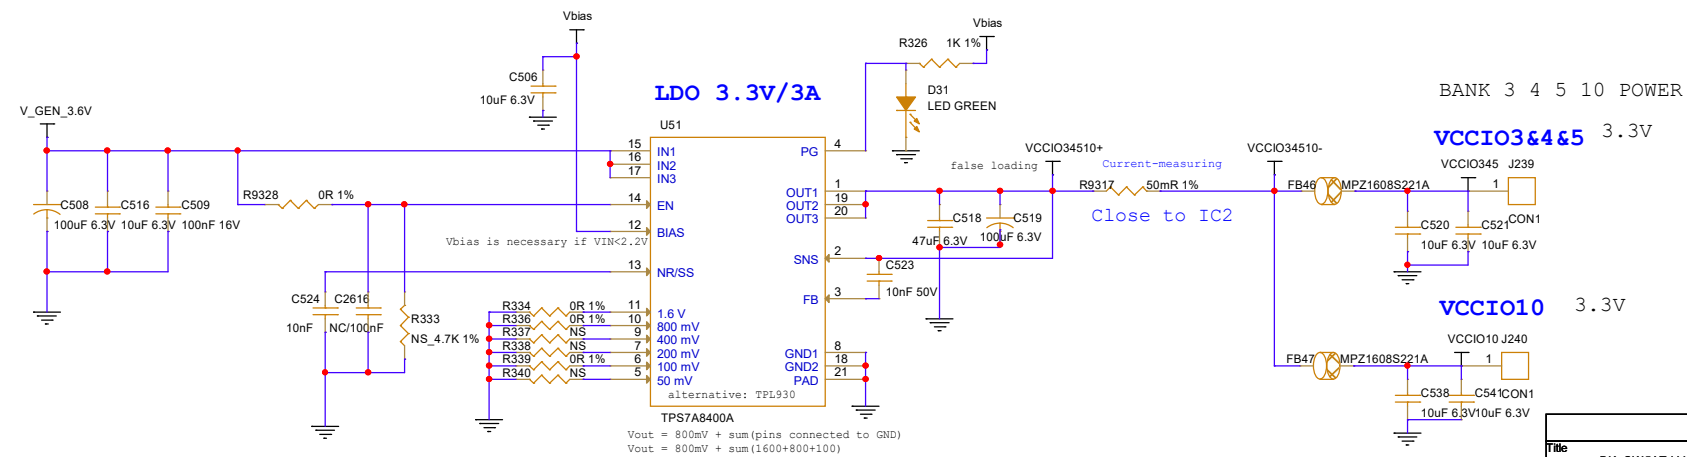 Vbias
Vbias
R326 1K 1%
C506
10uF 6.3V
LDO 3.3V/3A
D31
LED GREEN
BANK 3 4 5 10 POWER
V_GEN_3.6V
U51
VCCIO3&4&5 3.3V
15 IN1
16 IN2
17 IN3
PG 4
false loading
VCCIO34510+
Current-measuring
VCCIO34510-
VCCIO345 J239
1
CON1
R9328 0R 1%
14 EN
12 BIAS
OUT1 1
OUT2 19
OUT3 20
R9317 50mR 1%
Close to IC2
FB46 MPZ1608S221A
C508
100uF 6.3V
C516
10uF 6.3V
C509
100nF 16V
C518
47uF 6.3V
C519
100uF 6.3V
C520
10uF 6.3V
C521
10uF 6.3V
Vbias is necessary if VIN<2.2V
SNS 2
13 NR/SS
C523
10nF 50V
FB 3
C524
10nF
C2616
NC/100nF
R333
NS_4.7K 1%
VCCIO10 3.3V
R334 0R 1% 11 1.6 V
R336 0R 1% 10 800 mV
R337 NS 9 400 mV
R338 NS 7 200 mV
R339 0R 1% 6 100 mV
R340 NS 5 50 mV
GND1 8
GND2 18
PAD 21
VCCIO10 J240
1
CON1
FB47 MPZ1608S221A
alternative: TPL930
C538
10uF 6.3V
C541
10uF 6.3V
TPS7A8400A
Vout = 800mV + sum(pins connected to GND)
Vout = 800mV + sum(1600+800+100)
Title